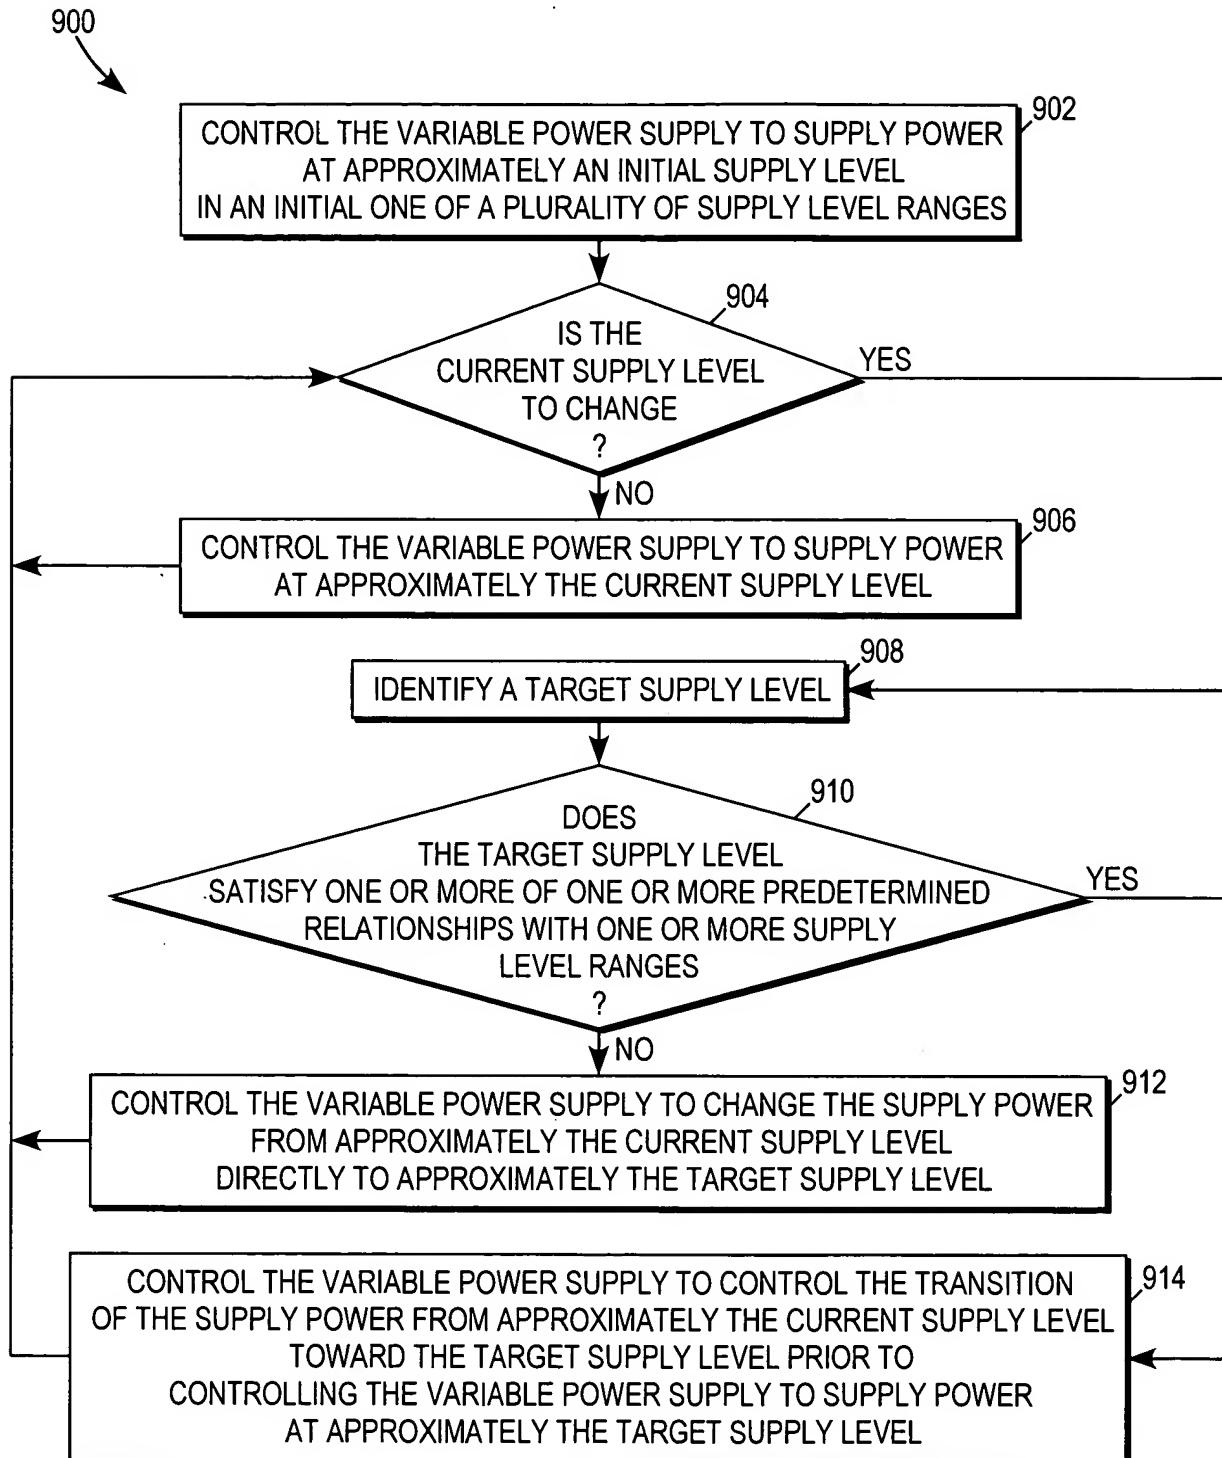 900
902
CONTROL THE VARIABLE POWER SUPPLY TO SUPPLY POWER
AT APPROXIMATELY AN INITIAL SUPPLY LEVEL
IN AN INITIAL ONE OF A PLURALITY OF SUPPLY LEVEL RANGES
904
IS THE
CURRENT SUPPLY LEVEL
TO CHANGE
?
YES
NO
906
CONTROL THE VARIABLE POWER SUPPLY TO SUPPLY POWER
AT APPROXIMATELY THE CURRENT SUPPLY LEVEL
908
IDENTIFY A TARGET SUPPLY LEVEL
910
DOES
THE TARGET SUPPLY LEVEL
SATISFY ONE OR MORE OF ONE OR MORE PREDETERMINED
RELATIONSHIPS WITH ONE OR MORE SUPPLY
LEVEL RANGES
?
YES
NO
912
CONTROL THE VARIABLE POWER SUPPLY TO CHANGE THE SUPPLY POWER
FROM APPROXIMATELY THE CURRENT SUPPLY LEVEL
DIRECTLY TO APPROXIMATELY THE TARGET SUPPLY LEVEL
914
CONTROL THE VARIABLE POWER SUPPLY TO CONTROL THE TRANSITION
OF THE SUPPLY POWER FROM APPROXIMATELY THE CURRENT SUPPLY LEVEL
TOWARD THE TARGET SUPPLY LEVEL PRIOR TO
CONTROLLING THE VARIABLE POWER SUPPLY TO SUPPLY POWER
AT APPROXIMATELY THE TARGET SUPPLY LEVEL